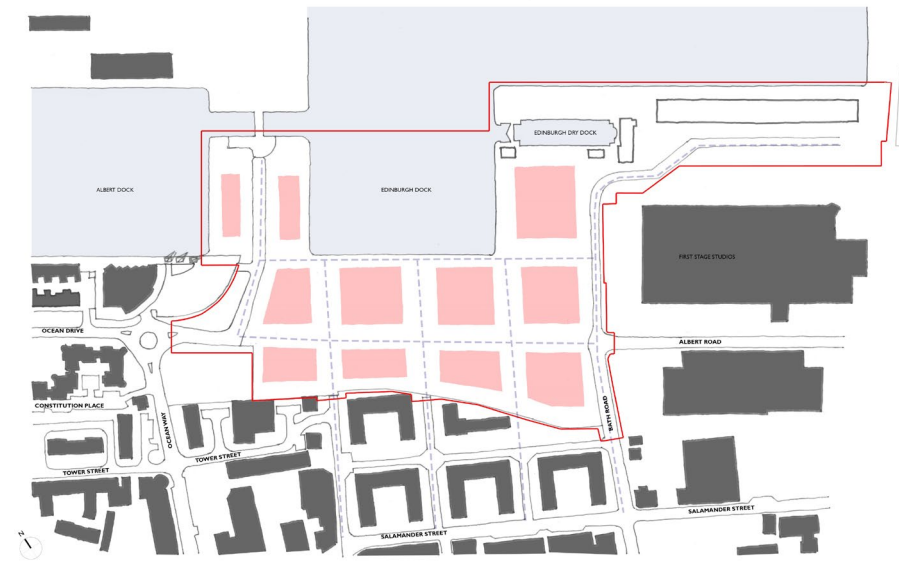 EDINBURGH DRY DOCK
ALBERT DOCK
EDINBURGH DOCK
FIRST STAGE STUDIOS
OCEAN DRIVE
ALBERT ROAD
CONSTITUTION PLACE
OCEAN WAY
BATH ROAD
TOWER STREET
TOWER STREET
SALAMANDER STREET
SALAMANDER STREET
N